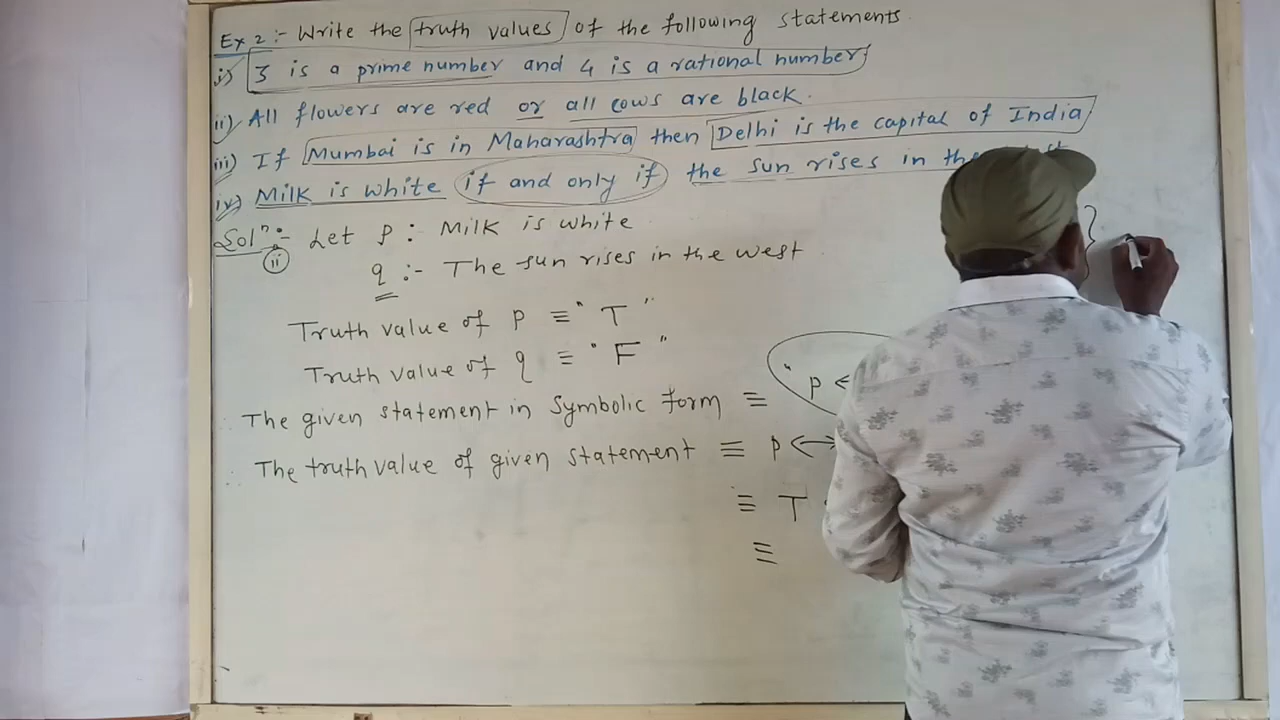 Ex 2 :- Write the truth values of the following statements.
i) 3 is a prime number and 4 is a rational number
ii) All flowers are red or all cows are black.
iii) If Mumbai is in Maharashtra then Delhi is the capital of India
iv) Milk is white if and only if the sun rises in the
Solⁿ :- Let p : Milk is white
ii
q :- The sun rises in the west
Truth value of p ≡ "T"
Truth value of q ≡ "F"
∴ The given statement in symbolic form ≡ "p ←
∴ The truth value of given statement ≡ p ↔
≡ T
≡